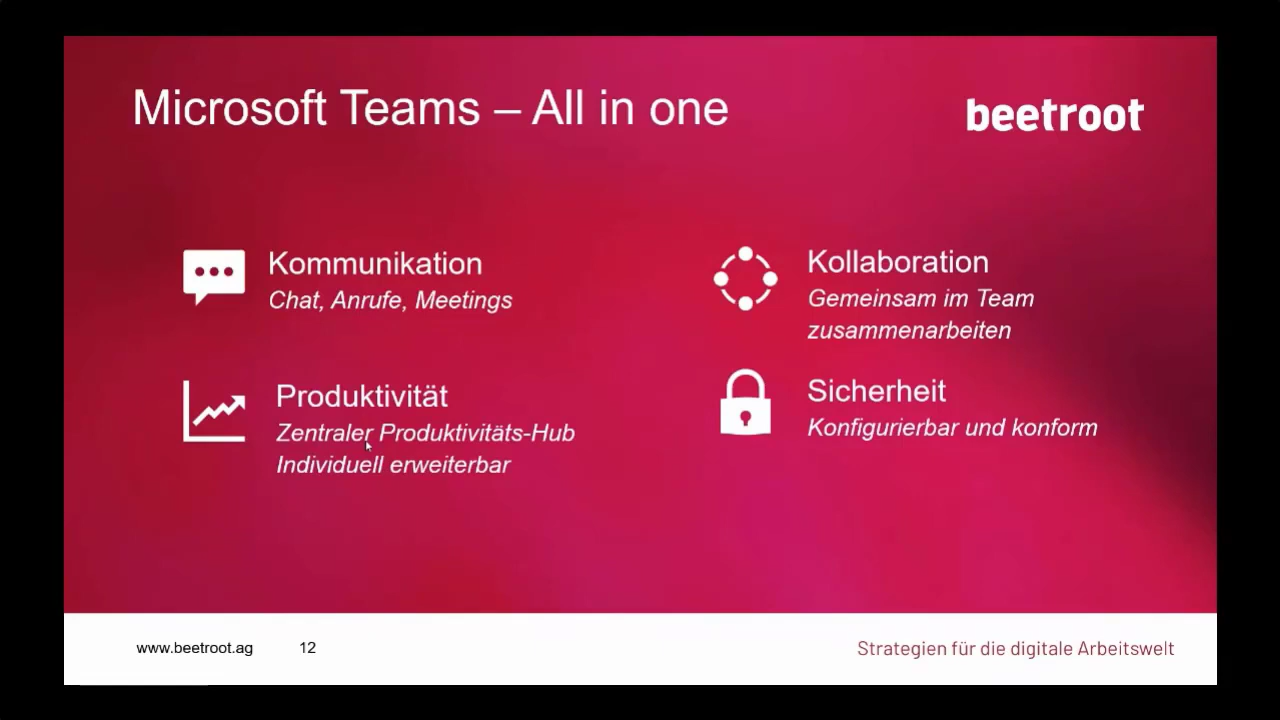 Microsoft Teams – All in one
beetroot
Kommunikation
Chat, Anrufe, Meetings
Kollaboration
Gemeinsam im Team
zusammenarbeiten
Produktivität
Zentraler Produktivitäts-Hub
Individuell erweiterbar
Sicherheit
Konfigurierbar und konform
www.beetroot.ag
12
Strategien für die digitale Arbeitswelt